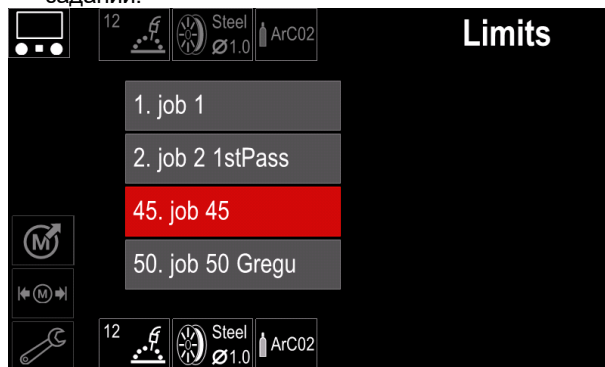 заданий.
12 Steel Ø1.0 ArC02 Limits
1. job 1
2. job 2 1stPass
45. job 45
50. job 50 Gregu
M
M
12 Steel Ø1.0 ArC02